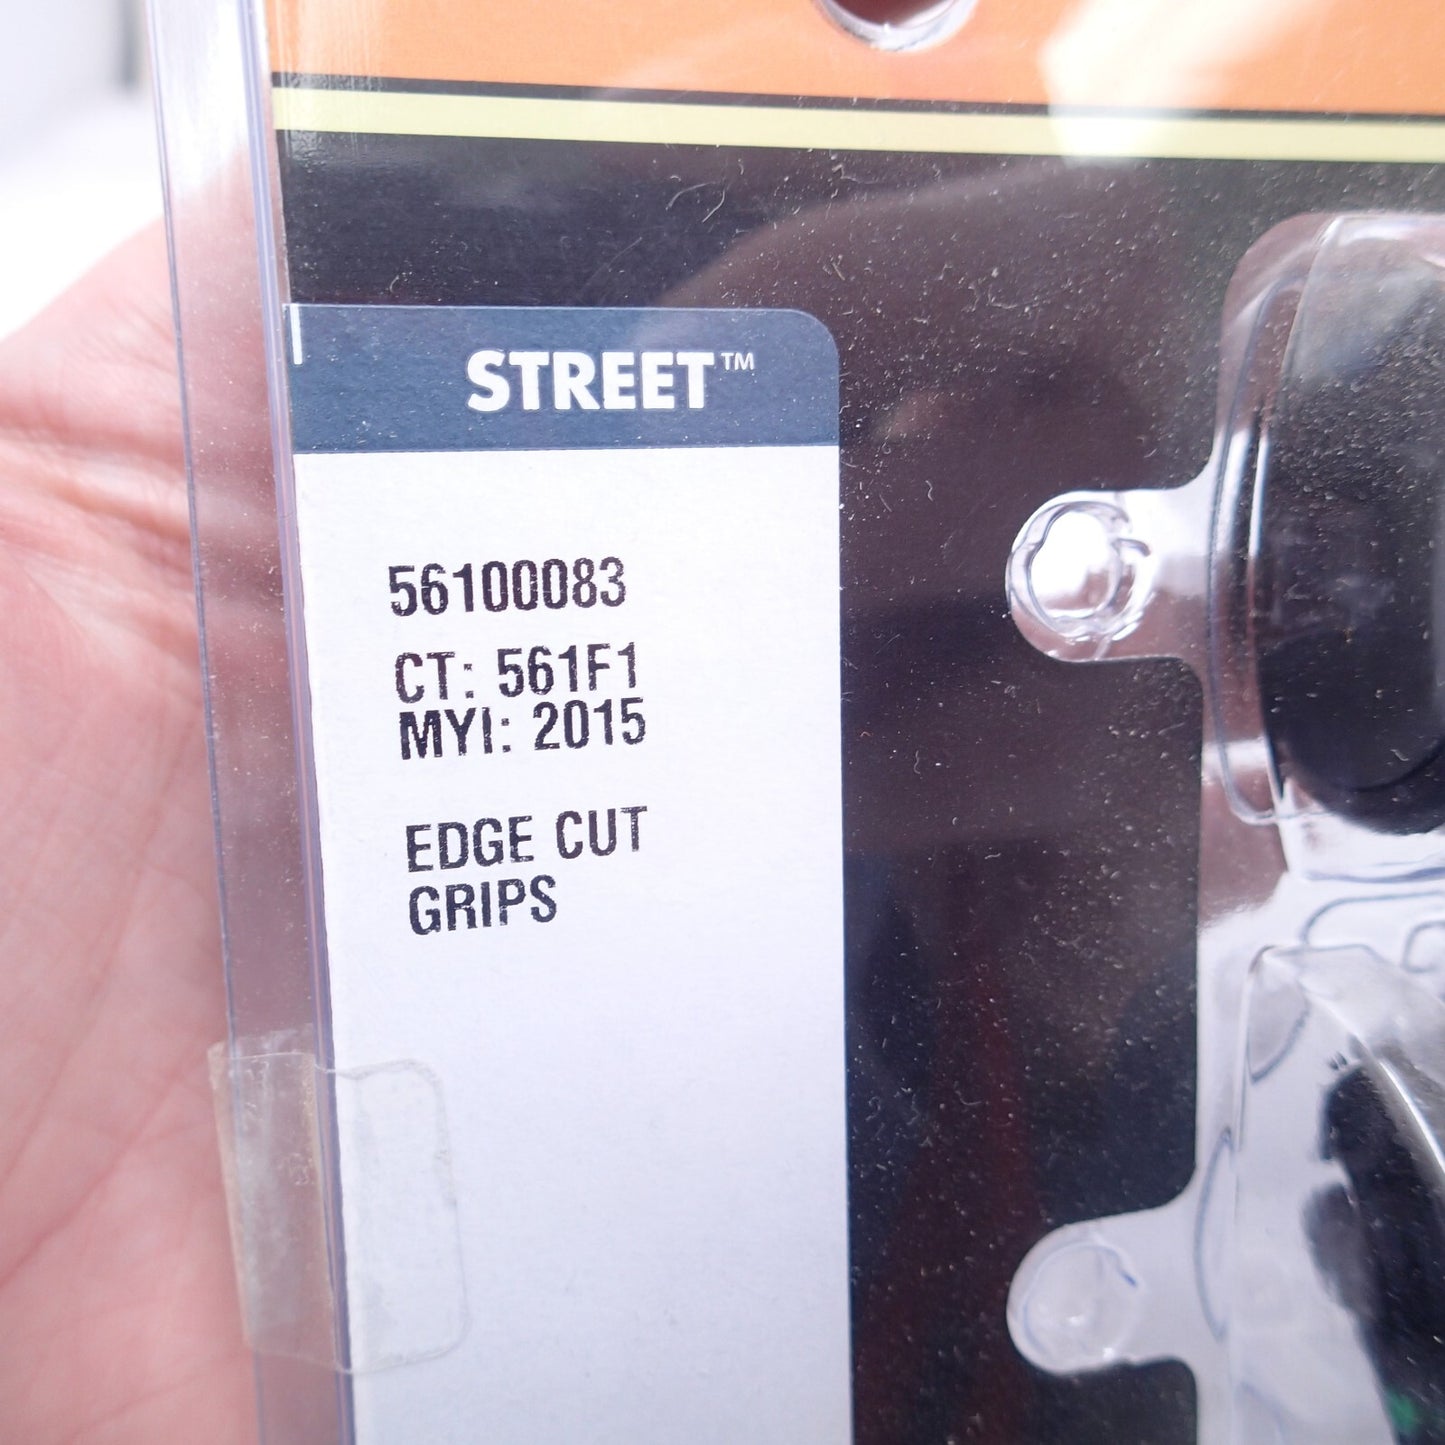 STREET™
56100083
CT: 561F1
MYI: 2015
EDGE CUT
GRIPS